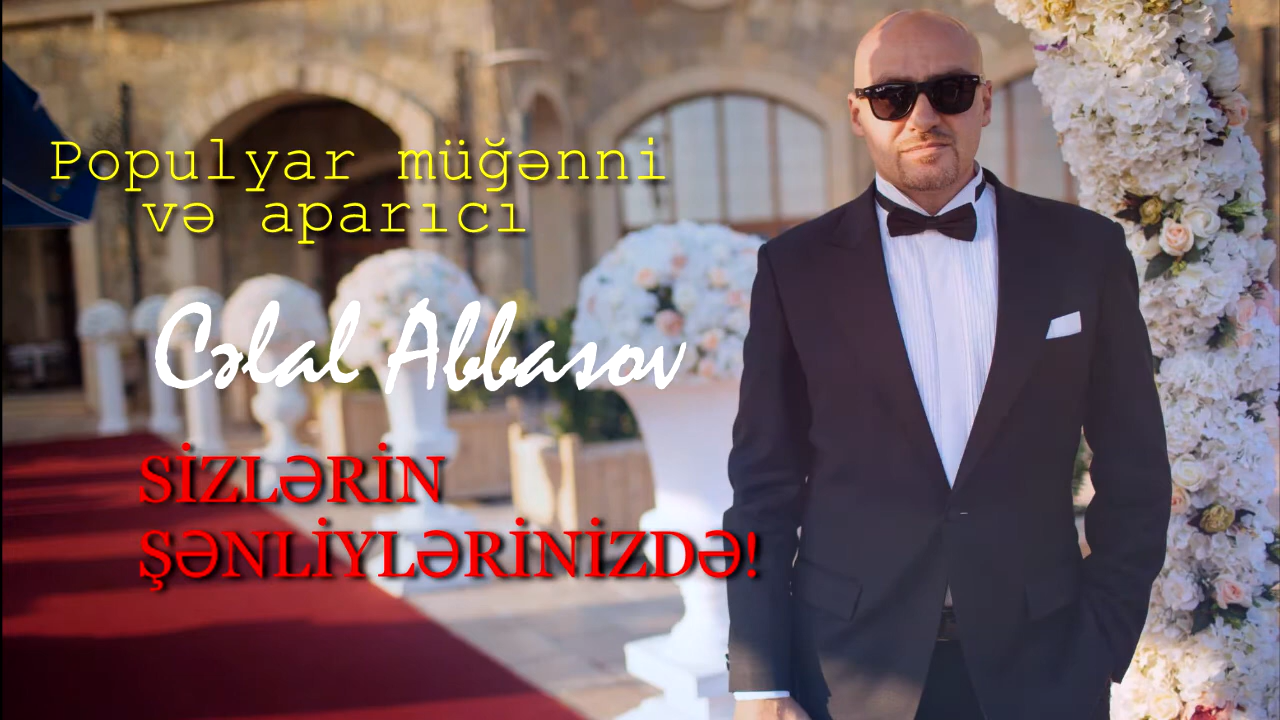 Populyar müğənni
və aparıcı
Cəlal Abbasov
SİZLƏRİN
ŞƏNLİYLƏRİNİZDƏ!